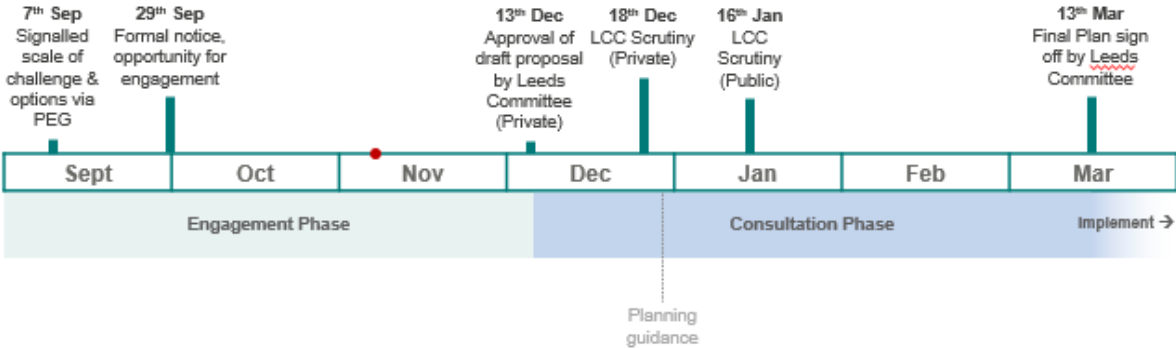 7th Sep
Signalled
scale of
challenge &
options via
PEG
29th Sep
Formal notice,
opportunity for
engagement
13th Dec
Approval of
draft proposal
by Leeds
Committee
(Private)
18th Dec
LCC Scrutiny
(Private)
16th Jan
LCC
Scrutiny
(Public)
13th Mar
Final Plan sign
off by Leeds
Committee
Sept Oct Nov Dec Jan Feb Mar
Engagement Phase Consultation Phase Implement →
Planning
guidance